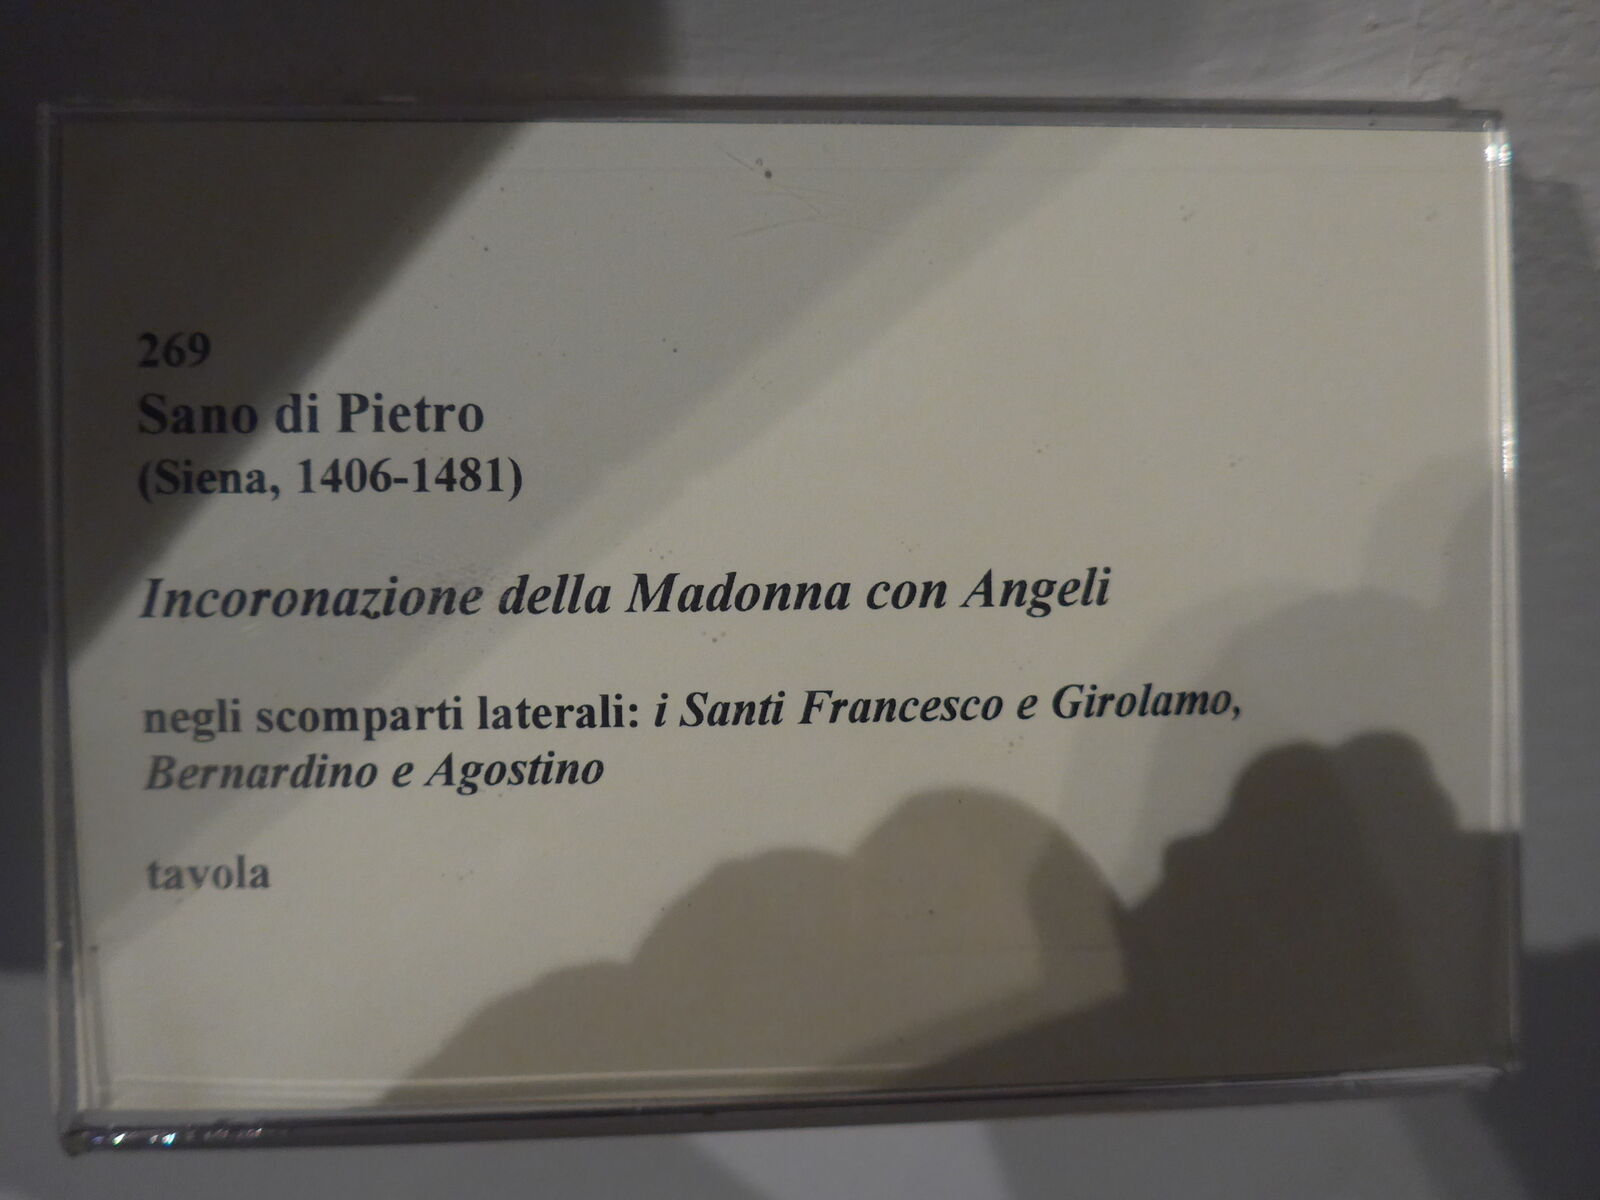 269
Sano di Pietro
(Siena, 1406-1481)
Incoronazione della Madonna con Angeli
negli scomparti laterali: i Santi Francesco e Girolamo,
Bernardino e Agostino
tavola